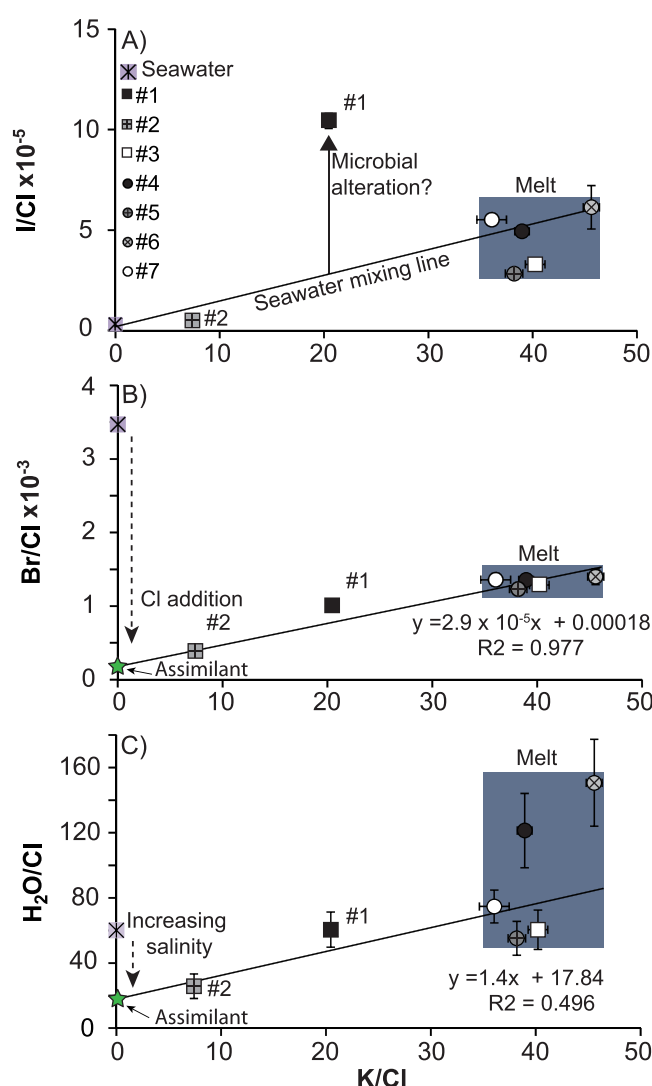 15
A)
Seawater
#1
#2
#3
#4
#5
#6
#7
10
5
0
I/Cl x10⁻⁵
#1
Microbial
alteration?
Melt
Seawater mixing line
#2
0
10
20
30
40
50
B)
4
3
2
1
0
Br/Cl x10⁻³
Cl addition
#2
#1
Melt
y =2.9 x 10⁻⁵x + 0.00018
R2 = 0.977
Assimilant
0
10
20
30
40
50
C)
160
120
80
40
0
H₂O/Cl
Melt
Increasing
salinity
#1
#2
y =1.4x + 17.84
R2 = 0.496
Assimilant
0
10
20
30
40
50
K/Cl